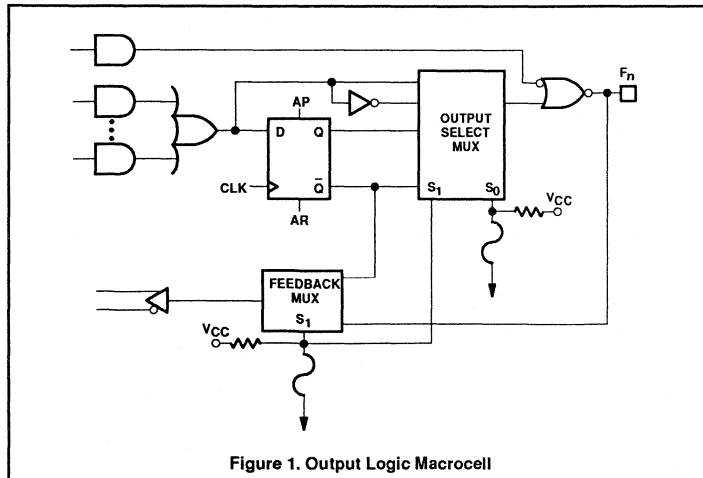 Fn
AP
D Q
OUTPUT
SELECT
MUX
CLK
Q
S1 S0
AR
VCC
FEEDBACK
MUX
S1
VCC
Figure 1. Output Logic Macrocell